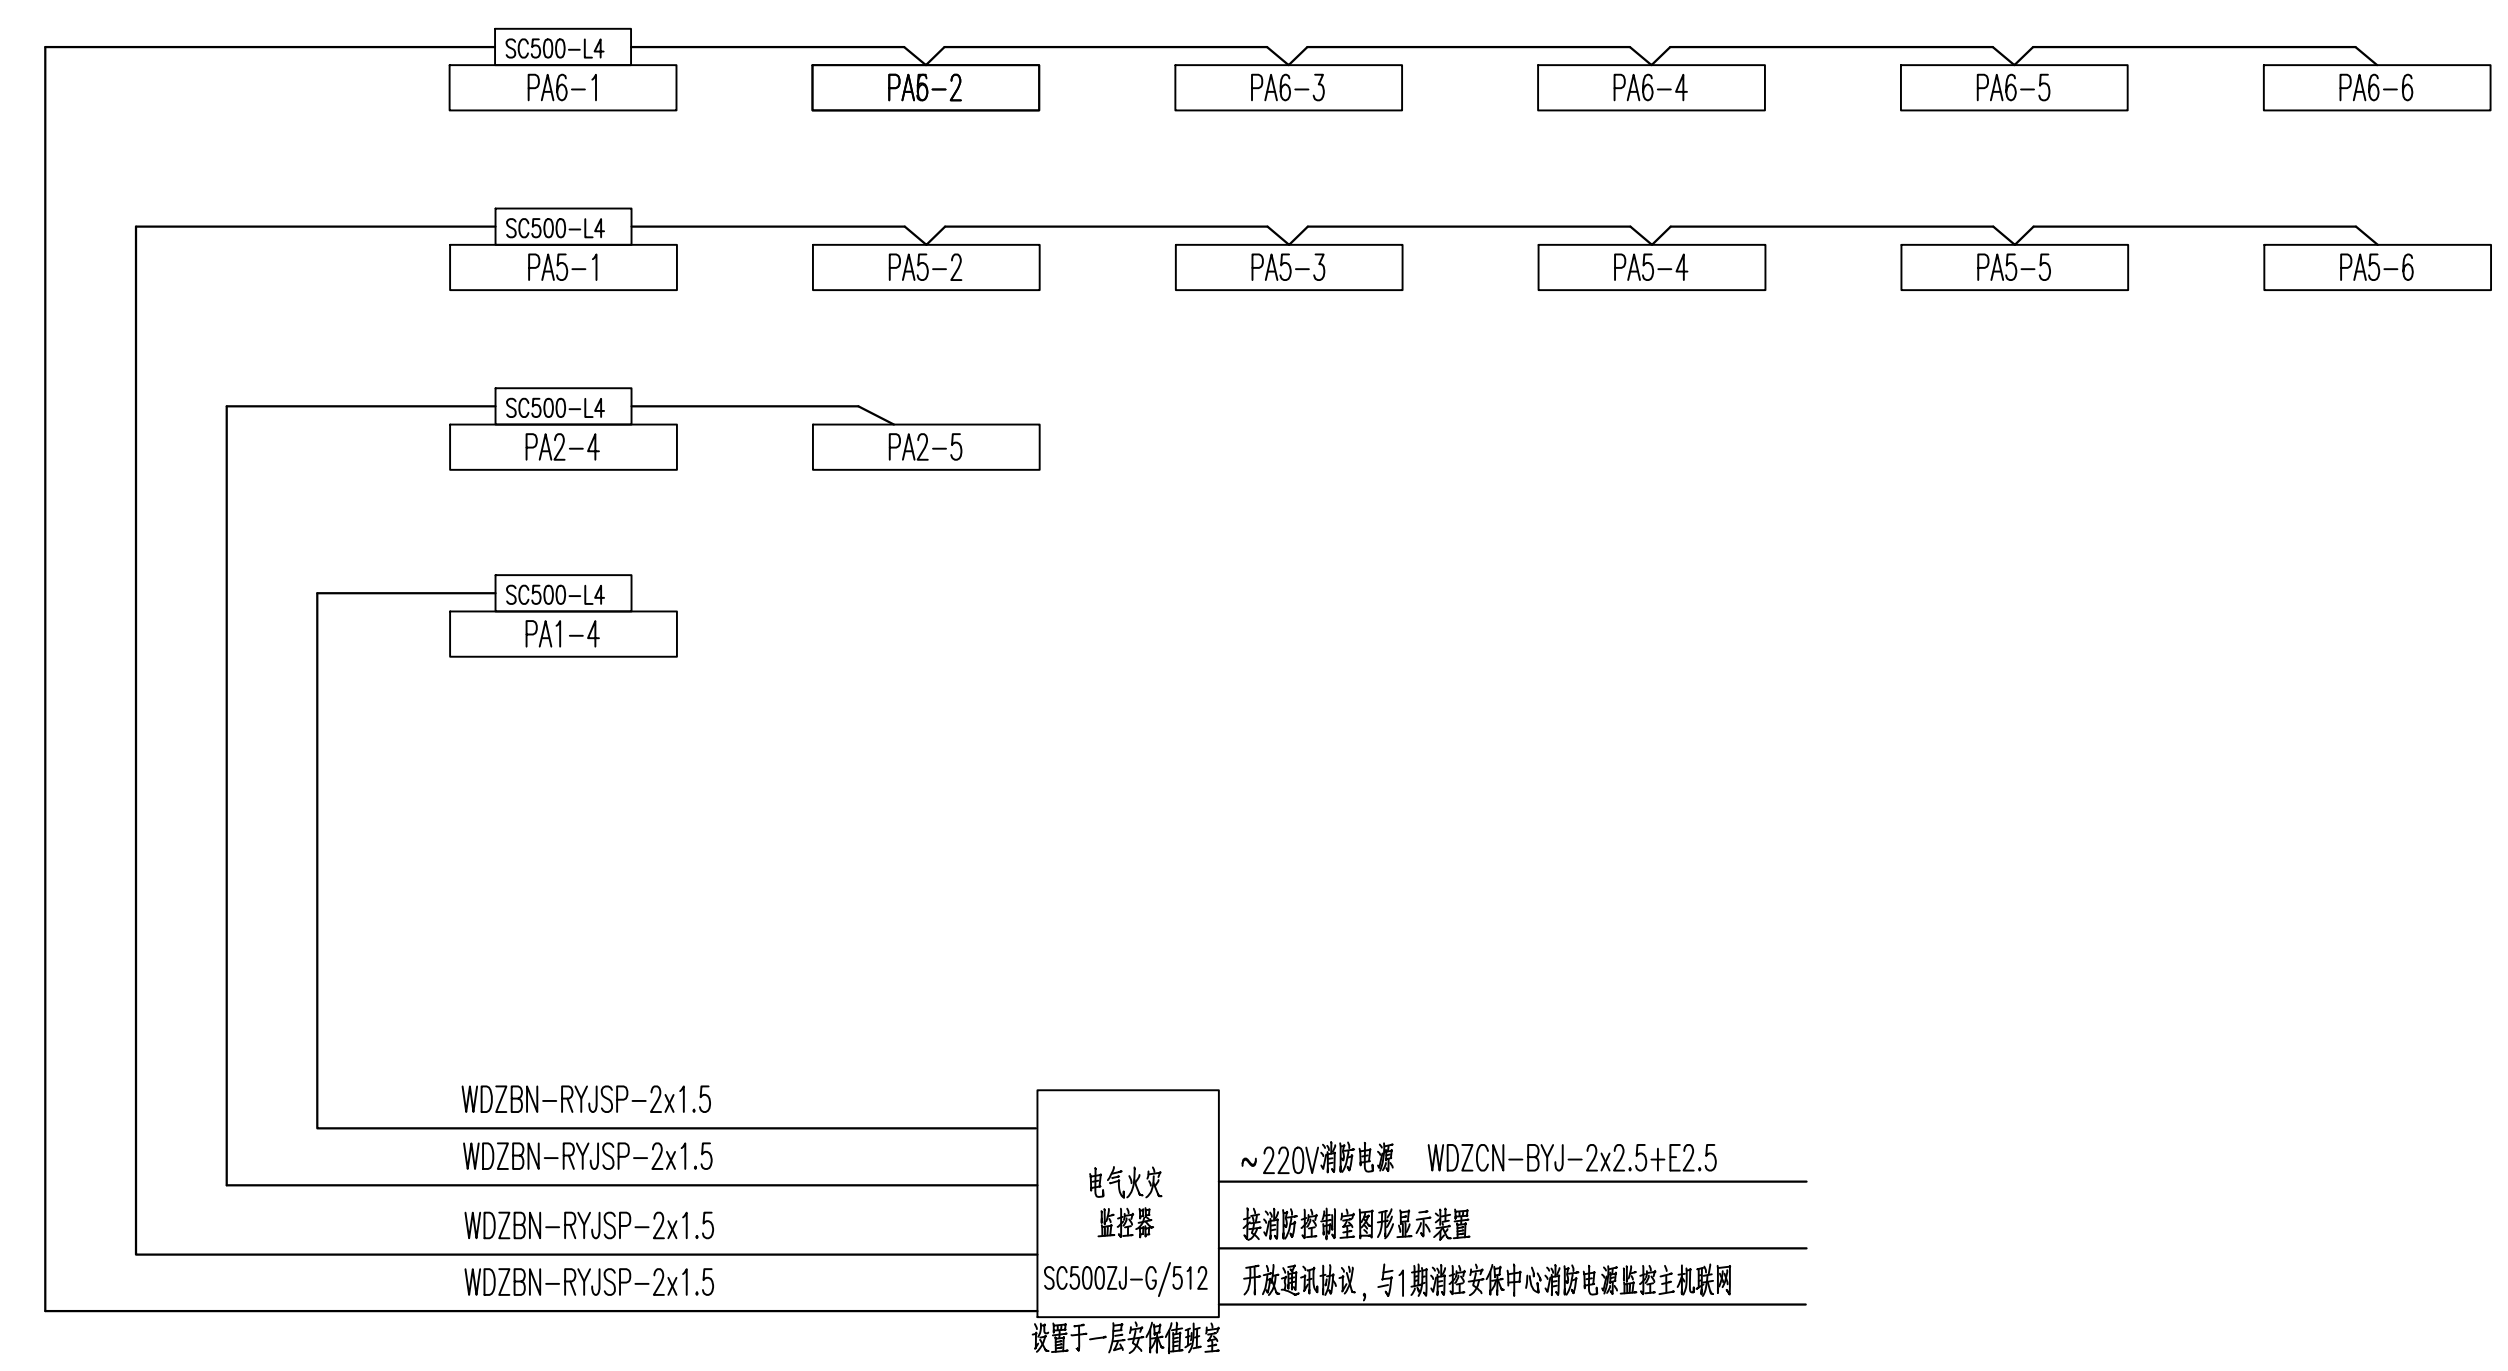 SC500-L4
PA6-1
PA6-2
PA6-3
PA6-4
PA6-5
PA6-6
SC500-L4
PA5-1
PA5-2
PA5-3
PA5-4
PA5-5
PA5-6
SC500-L4
PA2-4
PA2-5
SC500-L4
PA1-4
WDZBN-RYJSP-2x1.5
WDZBN-RYJSP-2x1.5
WDZBN-RYJSP-2x1.5
WDZBN-RYJSP-2x1.5
电气火灾
监控器
SC500ZJ-G/512
设置于一层安保值班室
~220V消防电源 WDZCN-BYJ-2x2.5+E2.5
接消防控制室图形显示装置
开放通讯协议，与1期消控安保中心消防电源监控主机联网